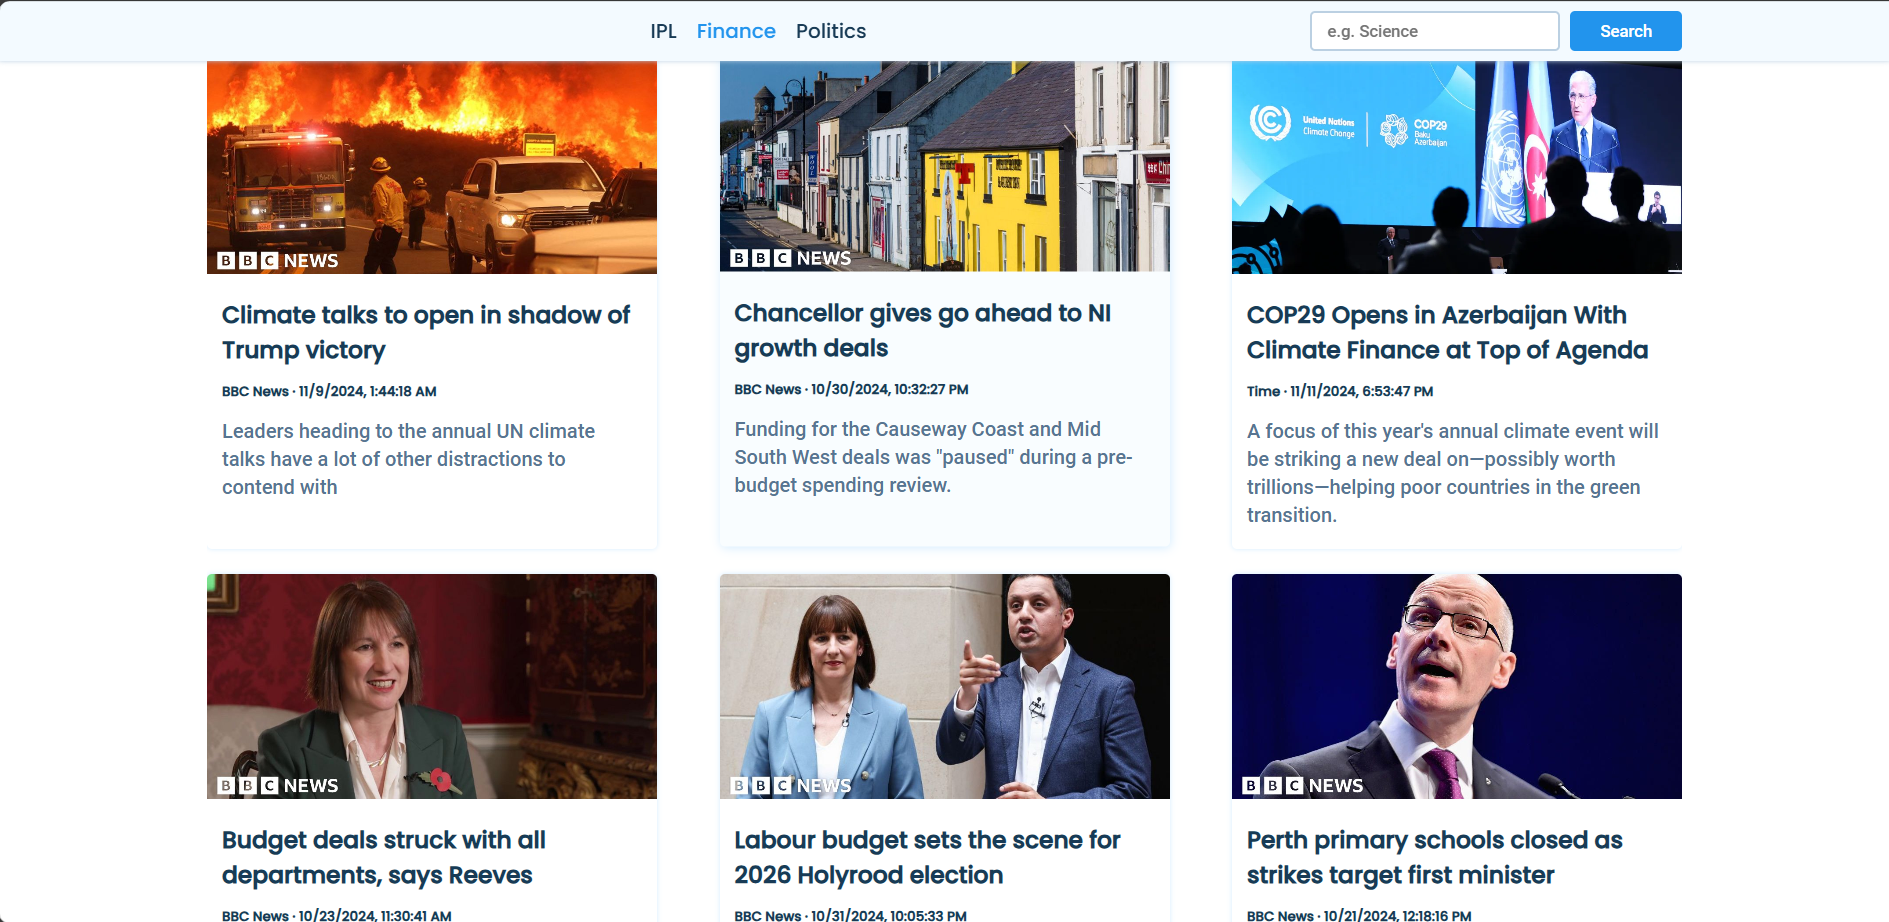 IPL Finance Politics
e.g. Science
Search
United Nations
Climate Change
COP29
Baku
Azerbaijan
BBC NEWS
BBC NEWS
Climate talks to open in shadow of
Trump victory
BBC News · 11/9/2024, 1:44:18 AM
Leaders heading to the annual UN climate
talks have a lot of other distractions to
contend with
Chancellor gives go ahead to NI
growth deals
BBC News · 10/30/2024, 10:32:27 PM
Funding for the Causeway Coast and Mid
South West deals was "paused" during a pre-
budget spending review.
COP29 Opens in Azerbaijan With
Climate Finance at Top of Agenda
Time · 11/11/2024, 6:53:47 PM
A focus of this year's annual climate event will
be striking a new deal on—possibly worth
trillions—helping poor countries in the green
transition.
BBC NEWS
BBC NEWS
BBC NEWS
Budget deals struck with all
departments, says Reeves
BBC News · 10/23/2024, 11:30:41 AM
Labour budget sets the scene for
2026 Holyrood election
BBC News · 10/31/2024, 10:05:33 PM
Perth primary schools closed as
strikes target first minister
BBC News · 10/21/2024, 12:18:16 PM